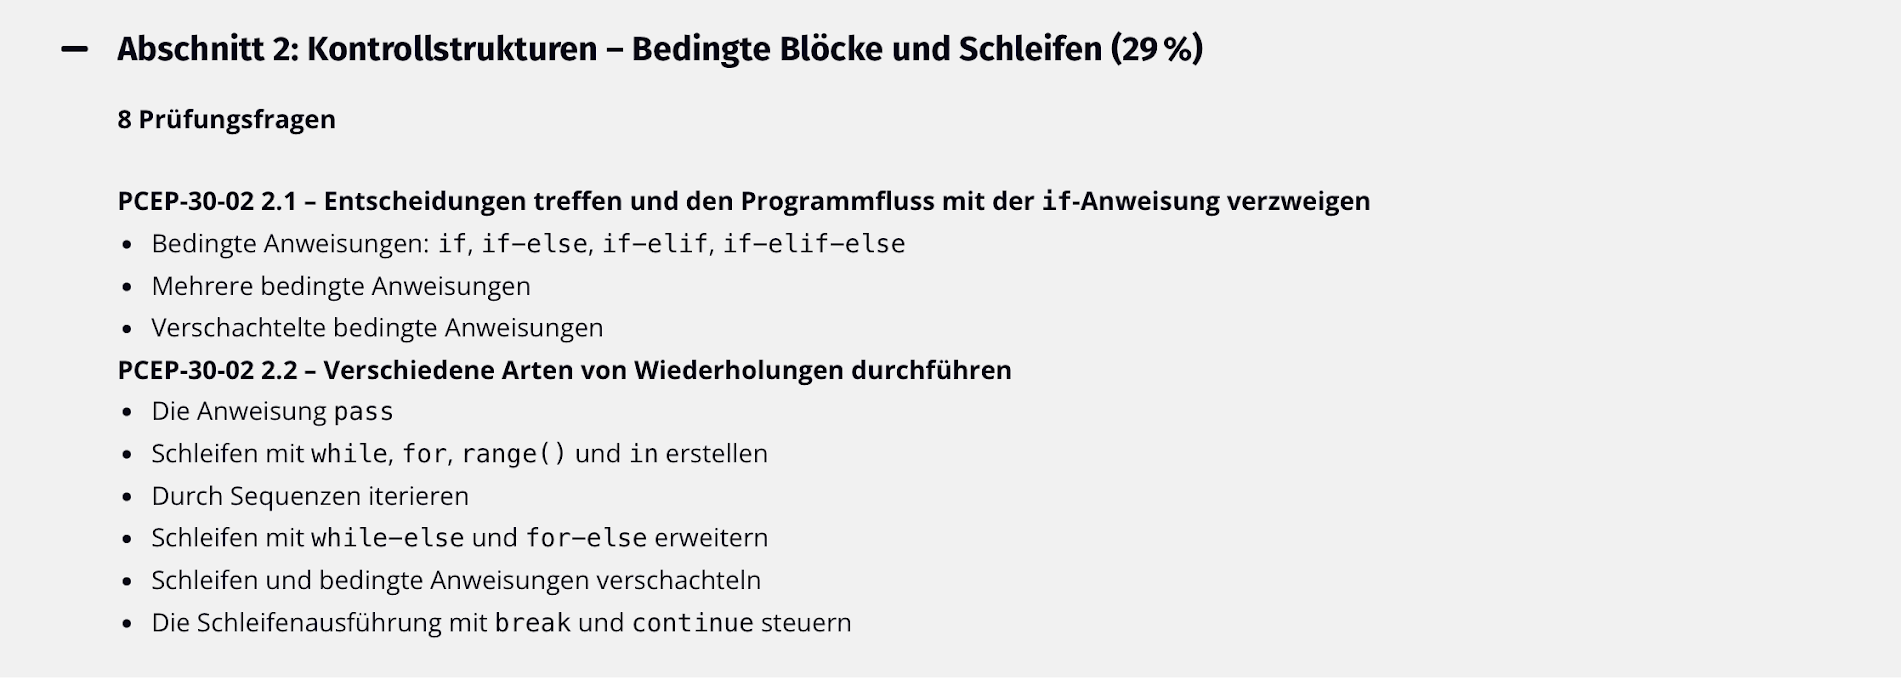 Abschnitt 2: Kontrollstrukturen – Bedingte Blöcke und Schleifen (29 %)
8 Prüfungsfragen
PCEP-30-02 2.1 – Entscheidungen treffen und den Programmfluss mit der if-Anweisung verzweigen
• Bedingte Anweisungen: if, if-else, if-elif, if-elif-else
• Mehrere bedingte Anweisungen
• Verschachtelte bedingte Anweisungen
PCEP-30-02 2.2 – Verschiedene Arten von Wiederholungen durchführen
• Die Anweisung pass
• Schleifen mit while, for, range() und in erstellen
• Durch Sequenzen iterieren
• Schleifen mit while-else und for-else erweitern
• Schleifen und bedingte Anweisungen verschachteln
• Die Schleifenausführung mit break und continue steuern